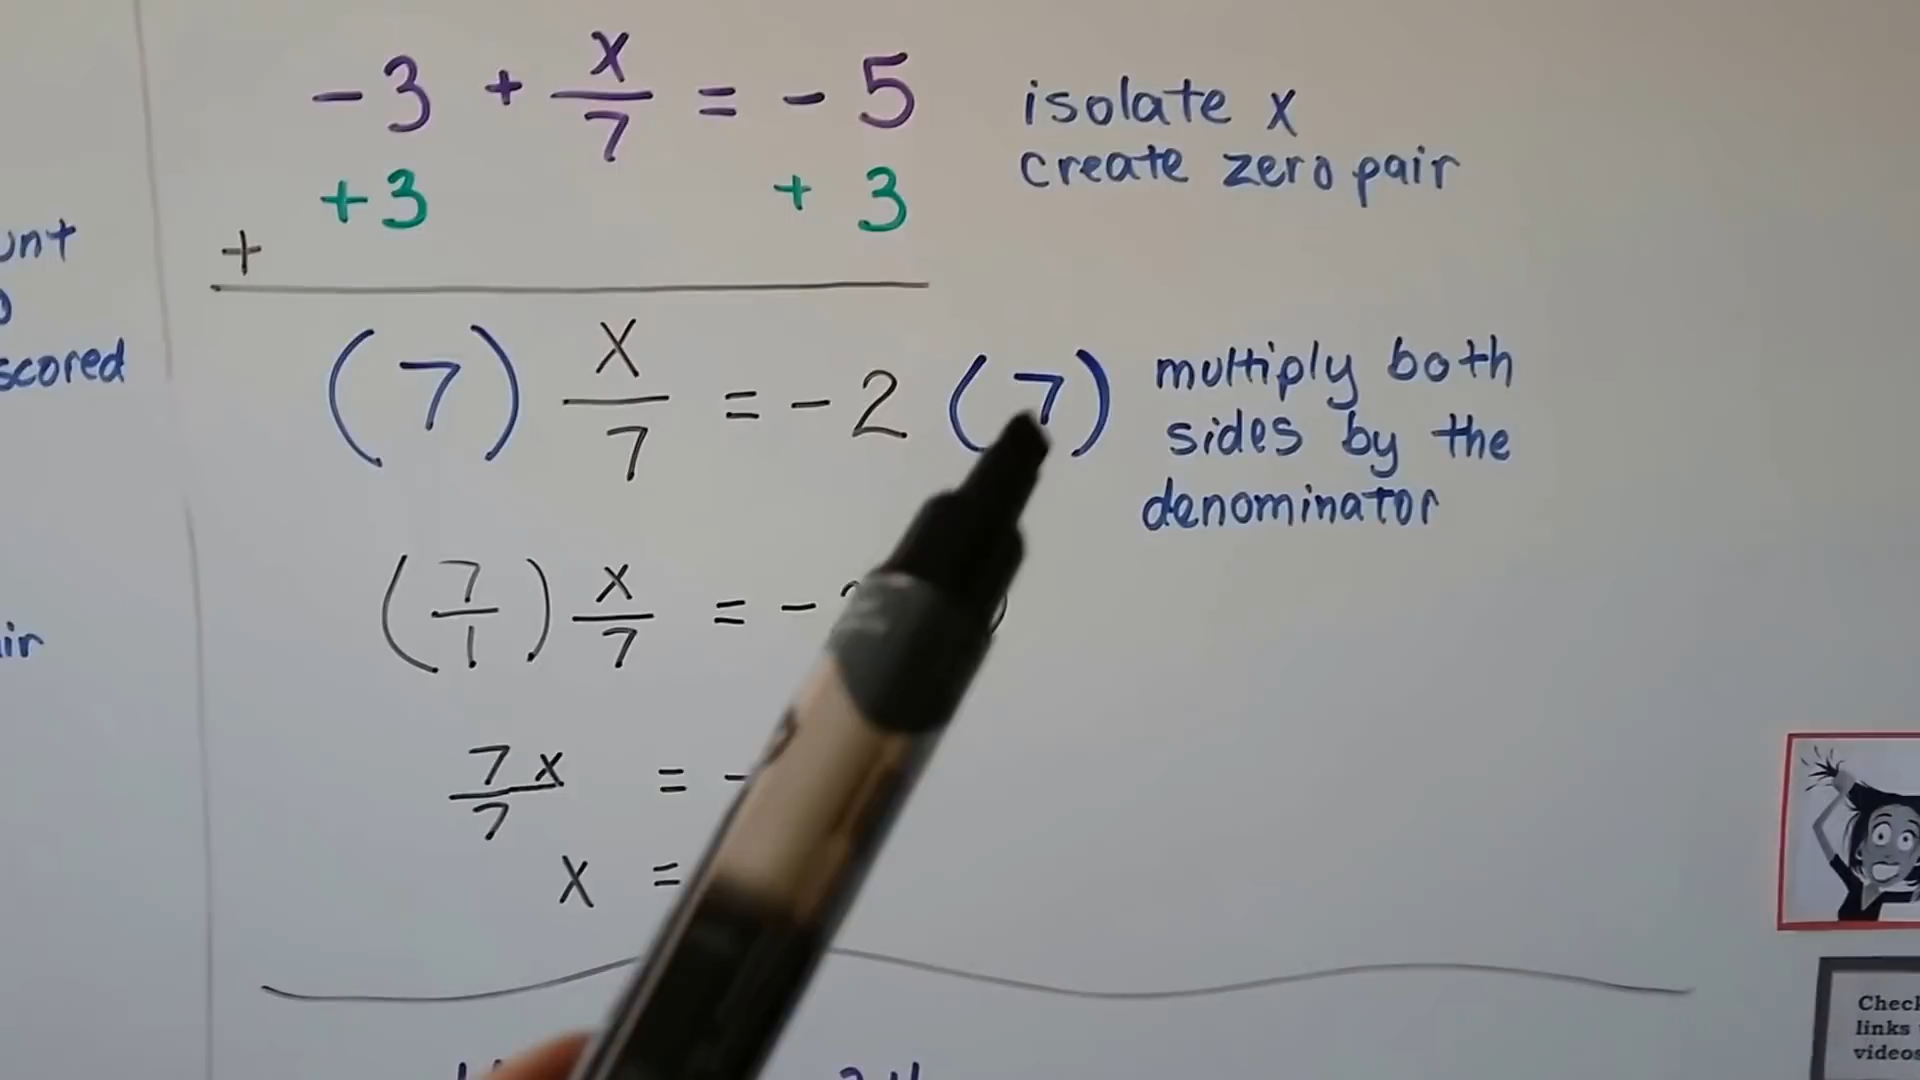 -3 + x/7 = -5 isolate x
+3 + 3 create zero pair
+
unt
scored
(7) x/7 = -2 (7) multiply both
sides by the
denominator
(7/1) x/7 = -
ir
7x/7 = -
x =
Check
links
videos